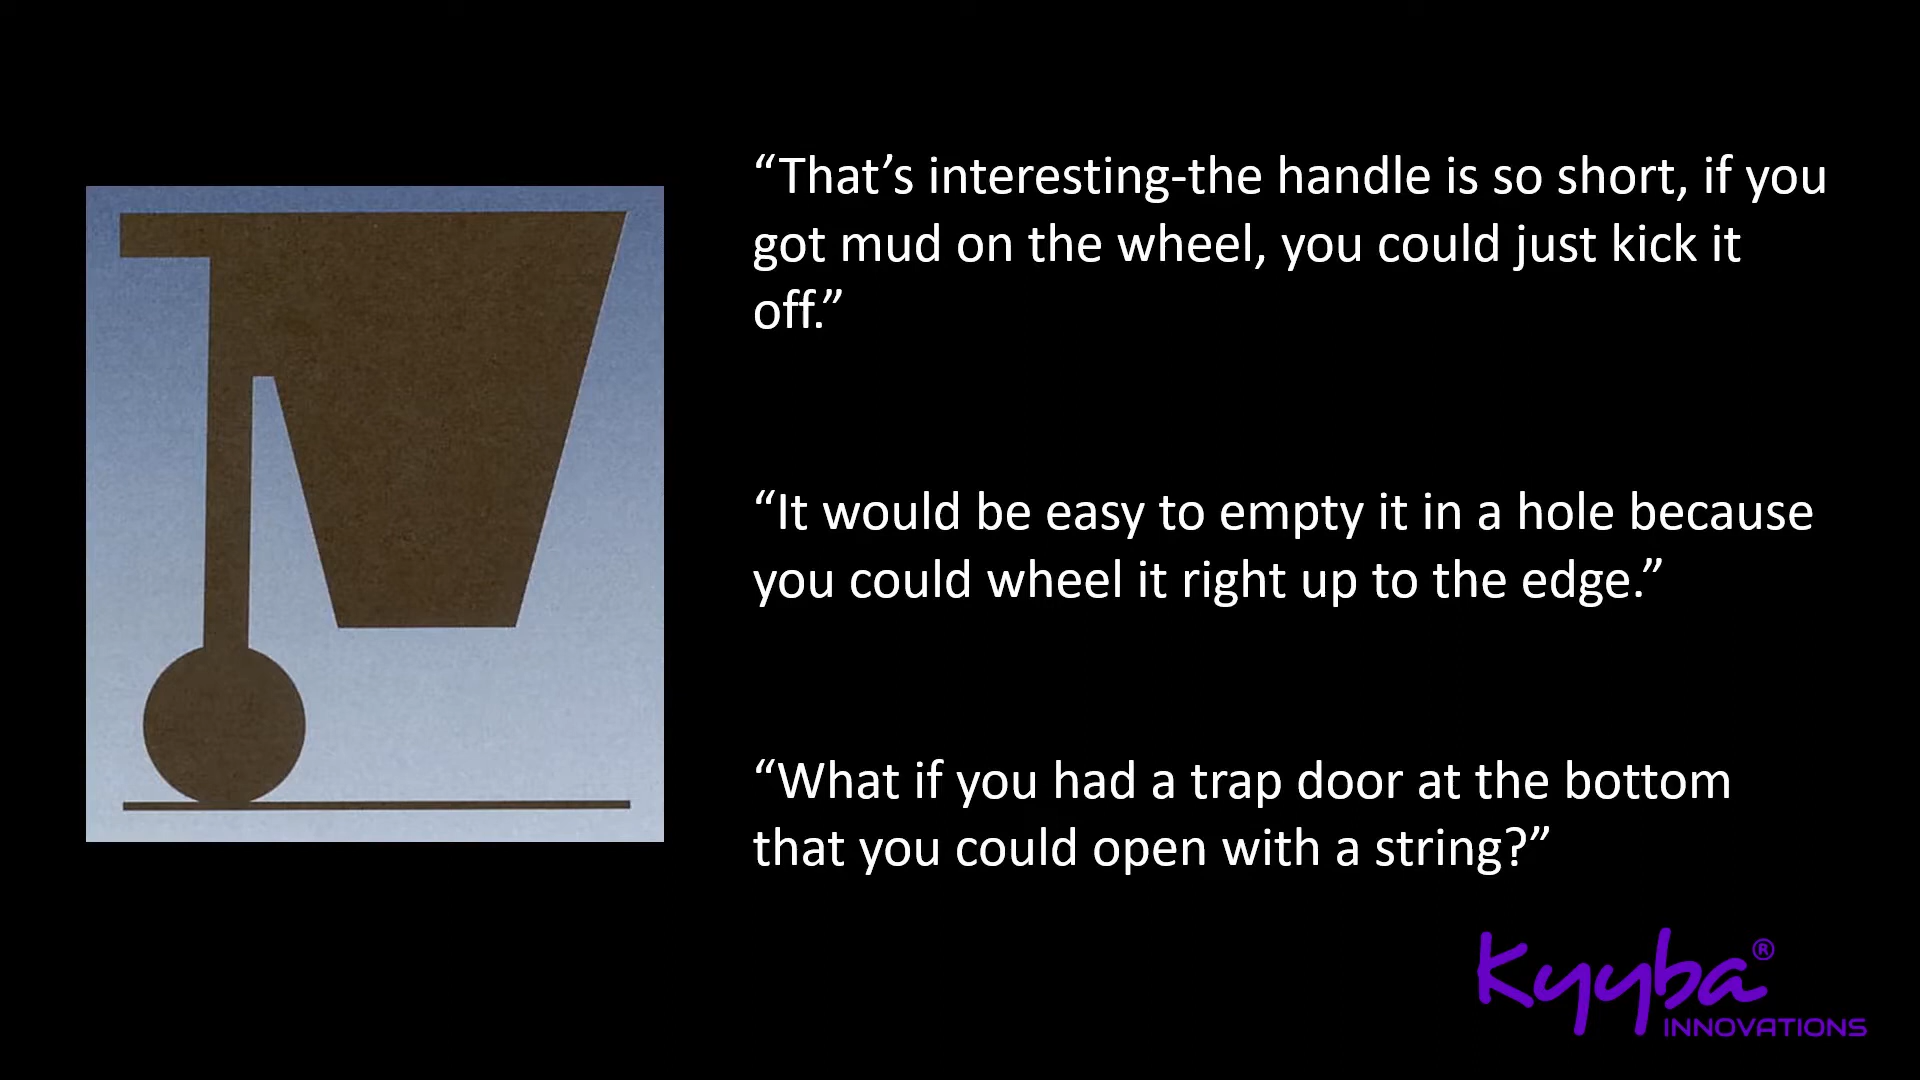 “That’s interesting-the handle is so short, if you
got mud on the wheel, you could just kick it
off.”
“It would be easy to empty it in a hole because
you could wheel it right up to the edge.”
“What if you had a trap door at the bottom
that you could open with a string?”
Kyyba®
INNOVATIONS